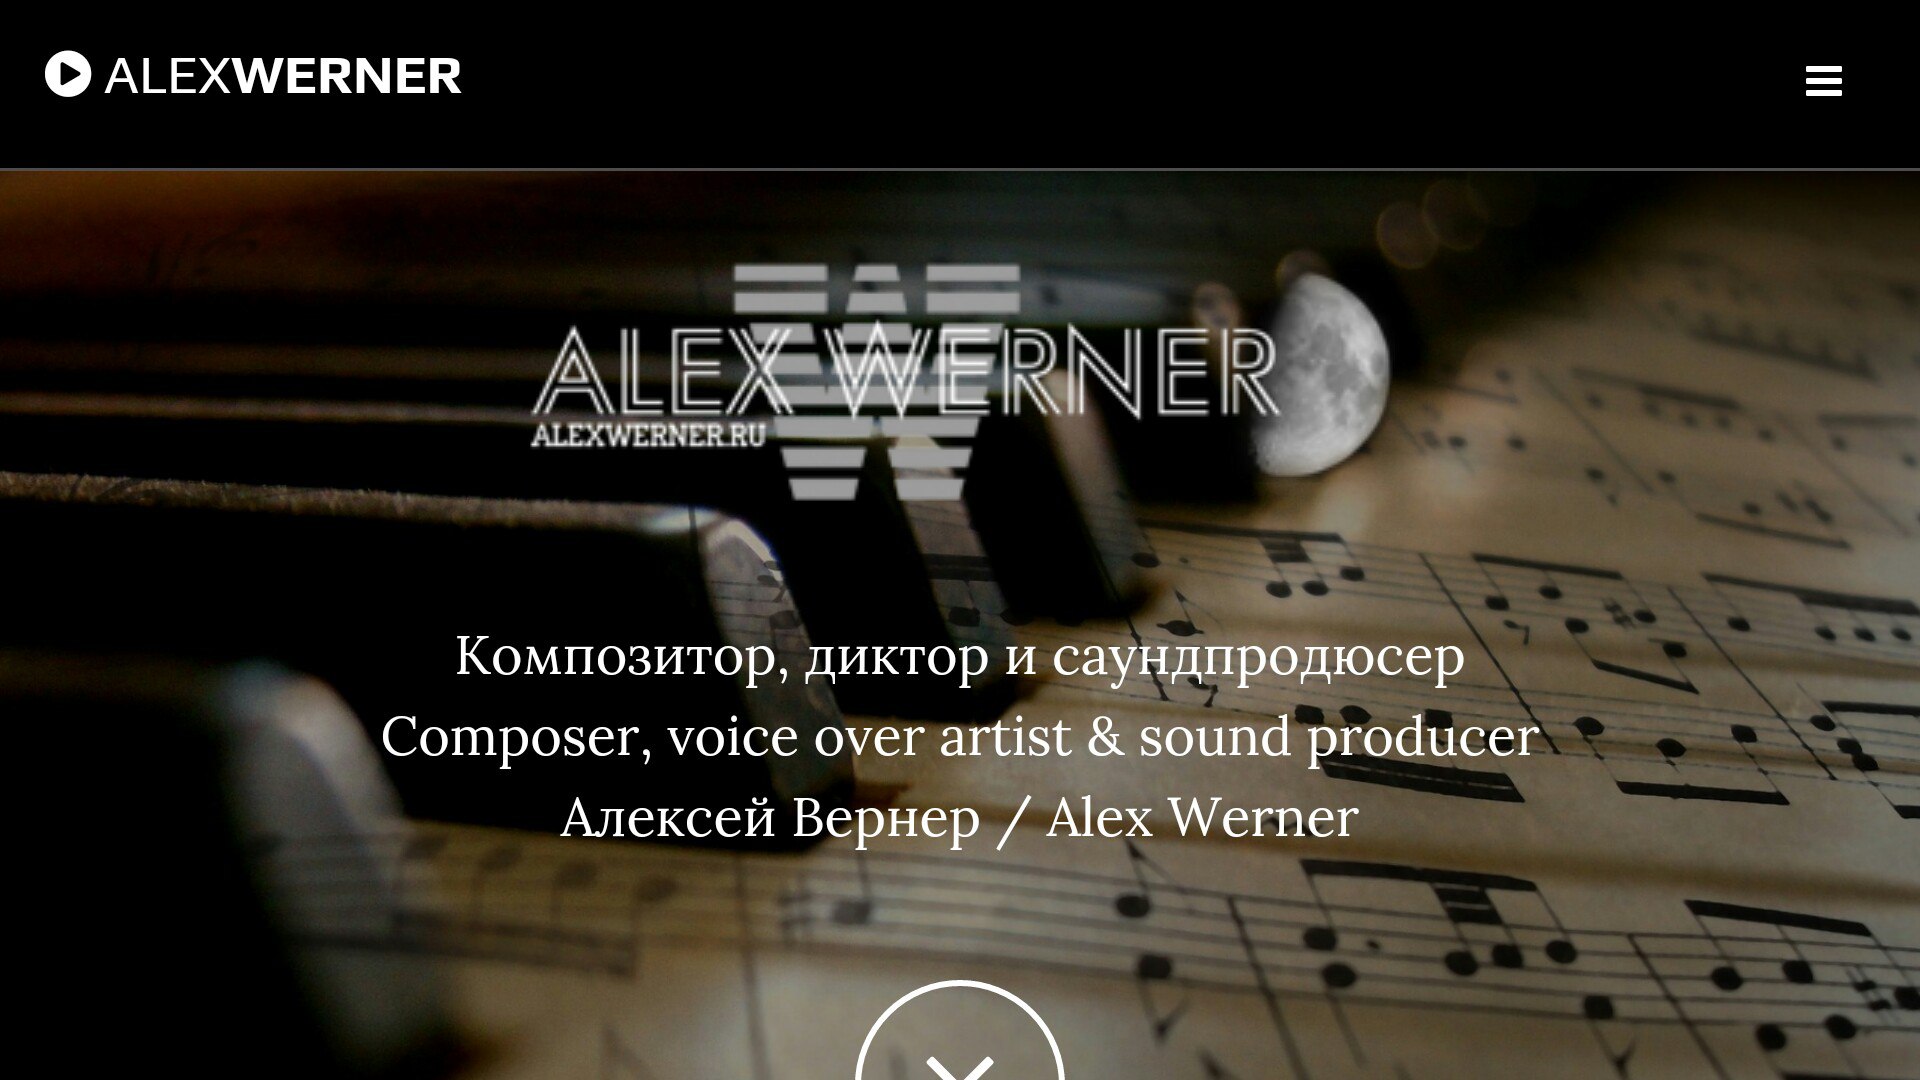 ALEXWERNER
ALEX WERNER
ALEXWERNER.RU
Композитор, диктор и саундпродюсер
Composer, voice over artist & sound producer
Алексей Вернер / Alex Werner